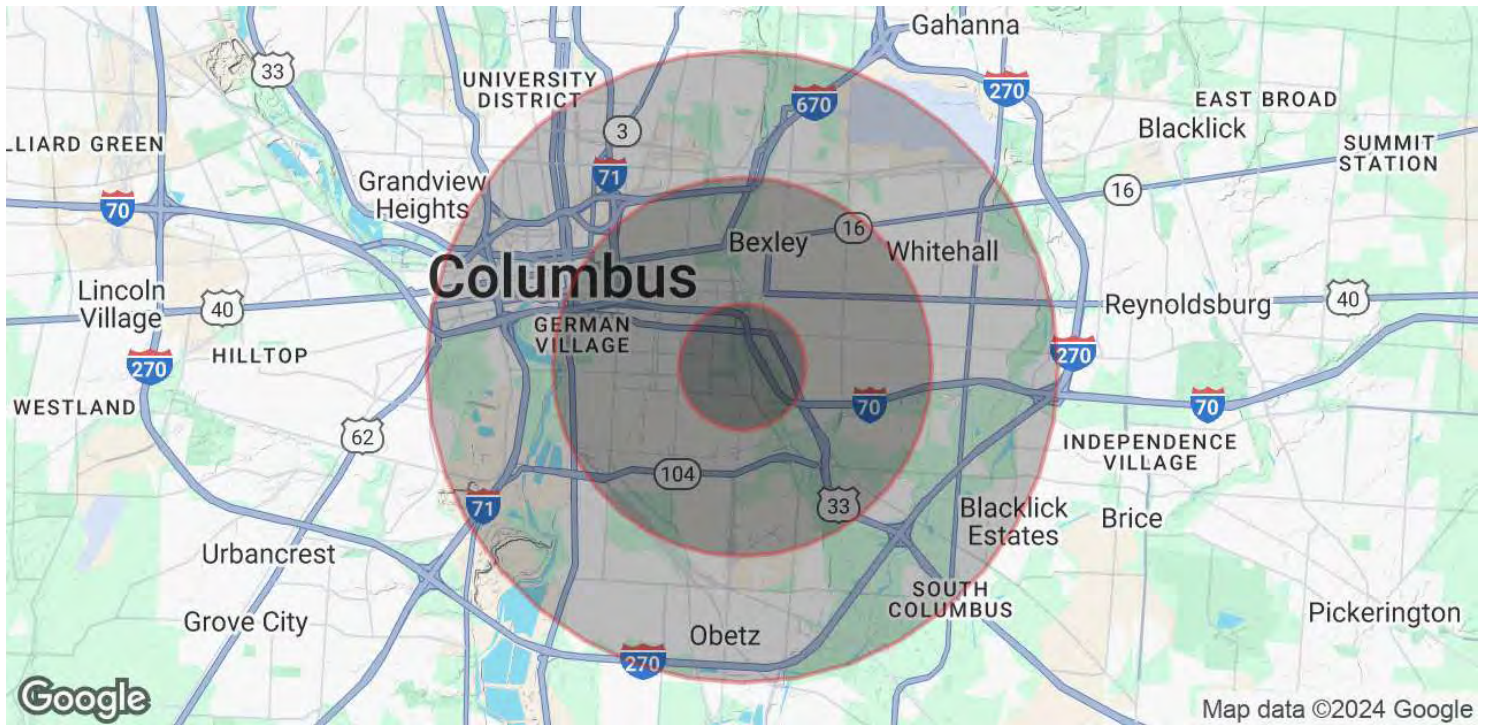 Gahanna
33
UNIVERSITY
DISTRICT
670
270
EAST BROAD
Blacklick
3
LLIARD GREEN
SUMMIT
STATION
71
Grandview
Heights
16
70
16
Bexley
Whitehall
Columbus
Lincoln
Village
40
Reynoldsburg
40
GERMAN
VILLAGE
HILLTOP
270
270
WESTLAND
70
70
62
INDEPENDENCE
VILLAGE
104
71
33
Blacklick
Estates
Brice
Urbancrest
SOUTH
COLUMBUS
Grove City
Obetz
Pickerington
270
Google
Map data ©2024 Google